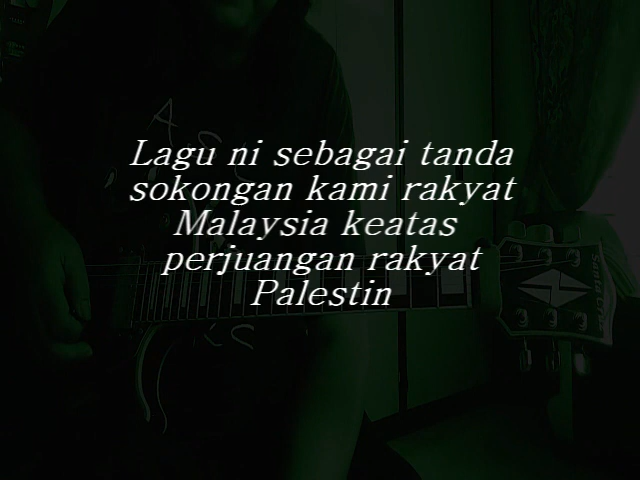 Lagu ni sebagai tanda
sokongan kami rakyat
Malaysia keatas
perjuangan rakyat
Palestin